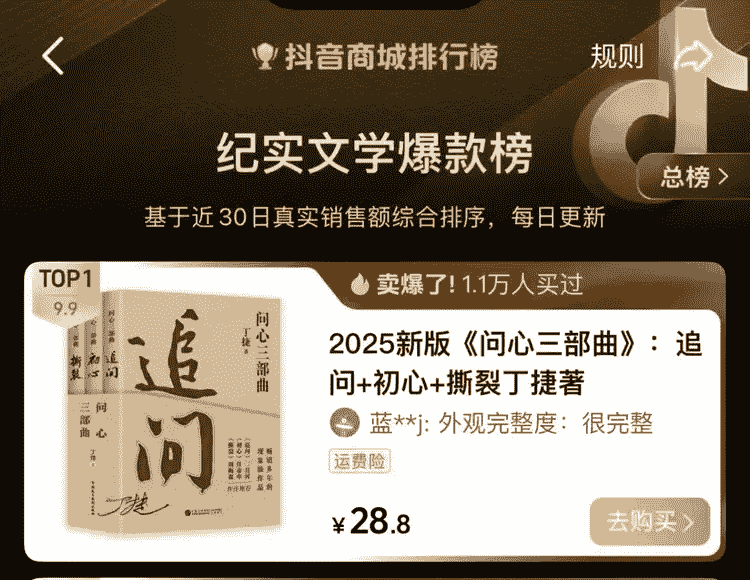 抖音商城排行榜
规则
纪实文学爆款榜
总榜
基于近30日真实销售额综合排序，每日更新
TOP1
9.9
卖爆了！1.1万人买过
2025新版《问心三部曲》：追
问+初心+撕裂丁捷著
蓝**j: 外观完整度：很完整
运费险
¥28.8
去购买
问心三部曲
丁捷
追问
问心
三部曲
撕裂
初心
追问
丁捷